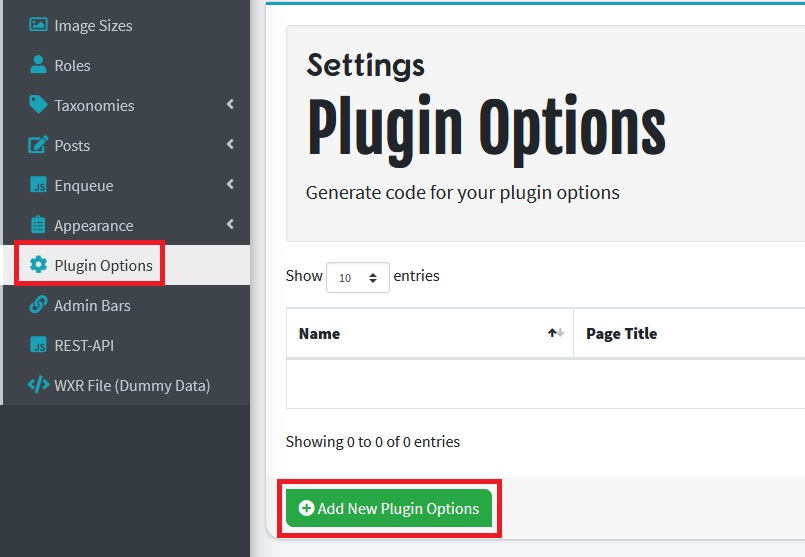 Image Sizes
Roles
Taxonomies
Posts
JS Enqueue
Appearance
Plugin Options
Admin Bars
JS REST-API
WXR File (Dummy Data)
Settings
Plugin Options
Generate code for your plugin options
Show 10 entries
Name Page Title
Showing 0 to 0 of 0 entries
Add New Plugin Options